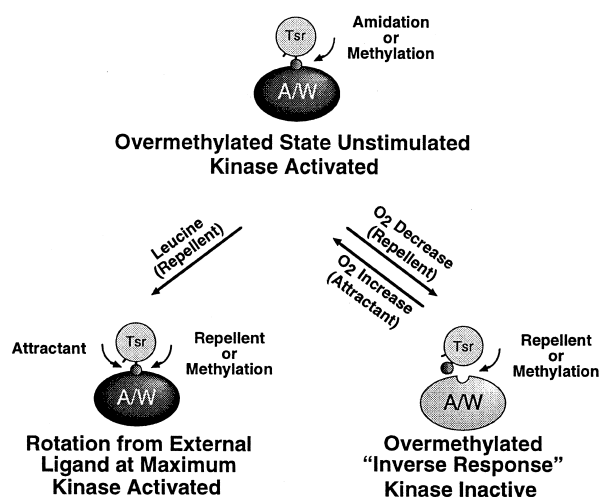 Tsr
Amidation
or
Methylation
A/W
Overmethylated State Unstimulated
Kinase Activated
Leucine
(Repellent)
O2 Decrease
(Repellent)
O2 Increase
(Attractant)
Attractant
Tsr
Repellent
or
Methylation
A/W
Rotation from External
Ligand at Maximum
Kinase Activated
Tsr
Repellent
or
Methylation
A/W
Overmethylated
“Inverse Response”
Kinase Inactive